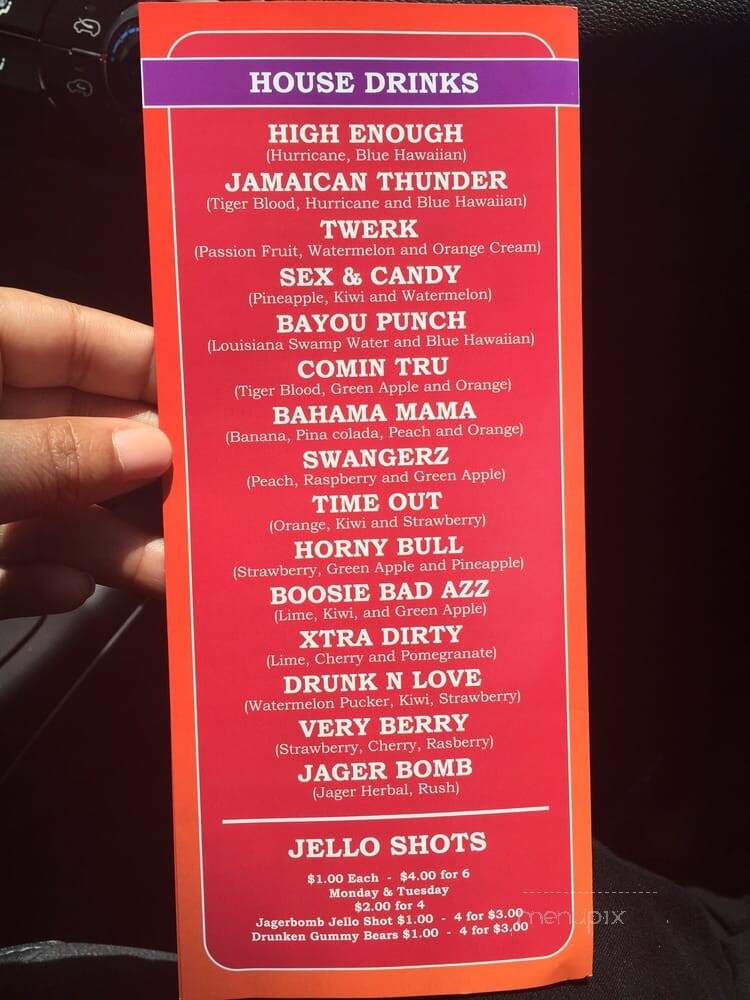 HOUSE DRINKS
HIGH ENOUGH
(Hurricane, Blue Hawaiian)
JAMAICAN THUNDER
(Tiger Blood, Hurricane and Blue Hawaiian)
TWERK
(Passion Fruit, Watermelon and Orange Cream)
SEX & CANDY
(Pineapple, Kiwi and Watermelon)
BAYOU PUNCH
(Louisiana Swamp Water and Blue Hawaiian)
COMIN TRU
(Tiger Blood, Green Apple and Orange)
BAHAMA MAMA
(Banana, Pina colada, Peach and Orange)
SWANGERZ
(Peach, Raspberry and Green Apple)
TIME OUT
(Orange, Kiwi and Strawberry)
HORNY BULL
(Strawberry, Green Apple and Pineapple)
BOOSIE BAD AZZ
(Lime, Kiwi, and Green Apple)
XTRA DIRTY
(Lime, Cherry and Pomegranate)
DRUNK N LOVE
(Watermelon Pucker, Kiwi, Strawberry)
VERY BERRY
(Strawberry, Cherry, Rasberry)
JAGER BOMB
(Jager Herbal, Rush)
JELLO SHOTS
$1.00 Each - $4.00 for 6
Monday & Tuesday
$2.00 for 4
Jagerbomb Jello Shot $1.00 - 4 for $3.00
Drunken Gummy Bears $1.00 - 4 for $3.00
menupix